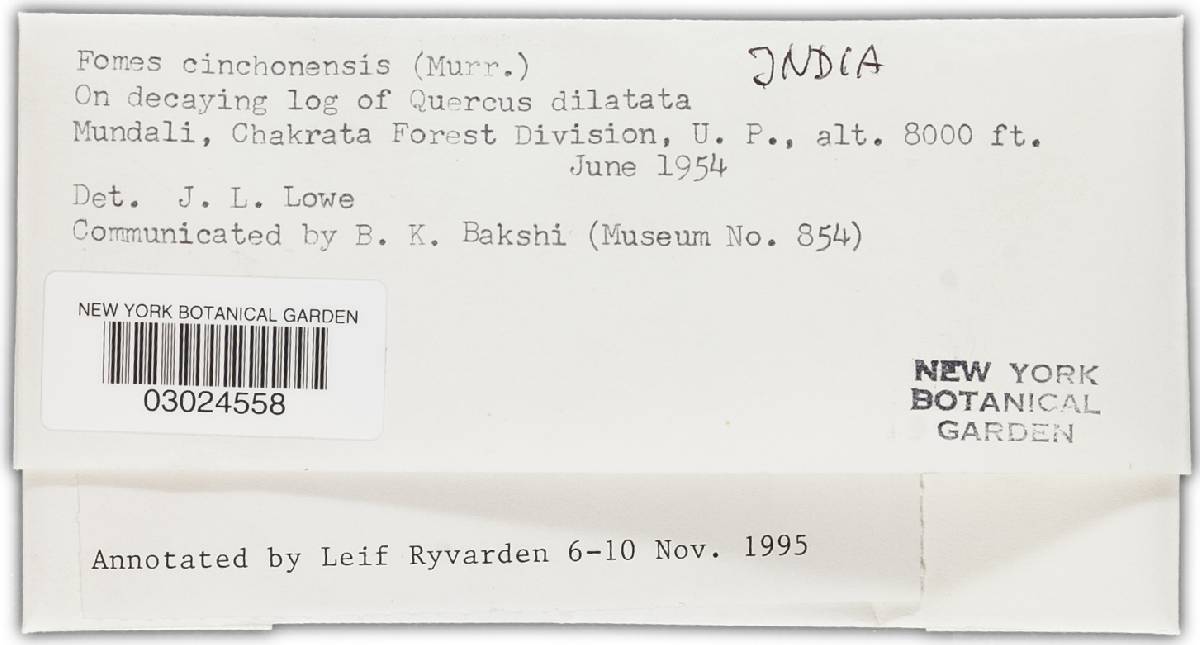 Fomes cinchonensis (Murr.)
INDIA
On decaying log of Quercus dilatata
Mundali, Chakrata Forest Division, U. P., alt. 8000 ft.
June 1954
Det. J. L. Lowe
Communicated by B. K. Bakshi (Museum No. 854)
NEW YORK BOTANICAL GARDEN
03024558
NEW YORK
BOTANICAL
GARDEN
Annotated by Leif Ryvarden 6-10 Nov. 1995